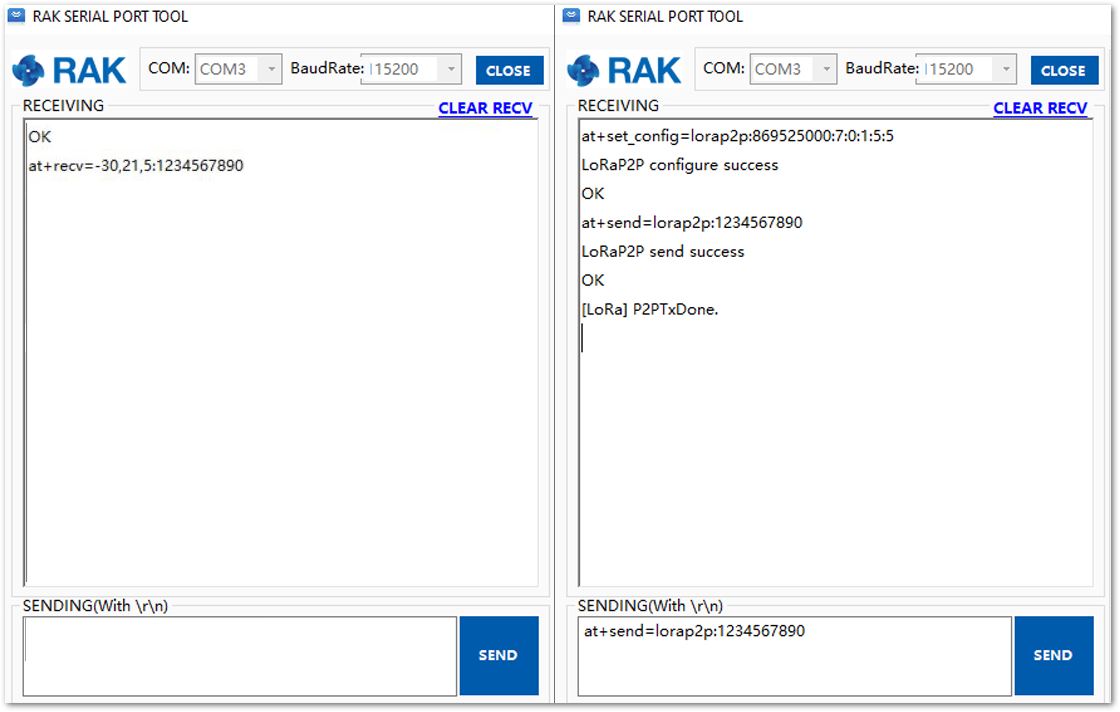 RAK SERIAL PORT TOOL
RAK COM: COM3 BaudRate: 115200 CLOSE
RECEIVING CLEAR RECV
OK
at+recv=-30,21,5:1234567890
SENDING(With \r\n)
SEND
RAK SERIAL PORT TOOL
RAK COM: COM3 BaudRate: 115200 CLOSE
RECEIVING CLEAR RECV
at+set_config=lorap2p:869525000:7:0:1:5:5
LoRaP2P configure success
OK
at+send=lorap2p:1234567890
LoRaP2P send success
OK
[LoRa] P2PTxDone.
SENDING(With \r\n)
at+send=lorap2p:1234567890
SEND